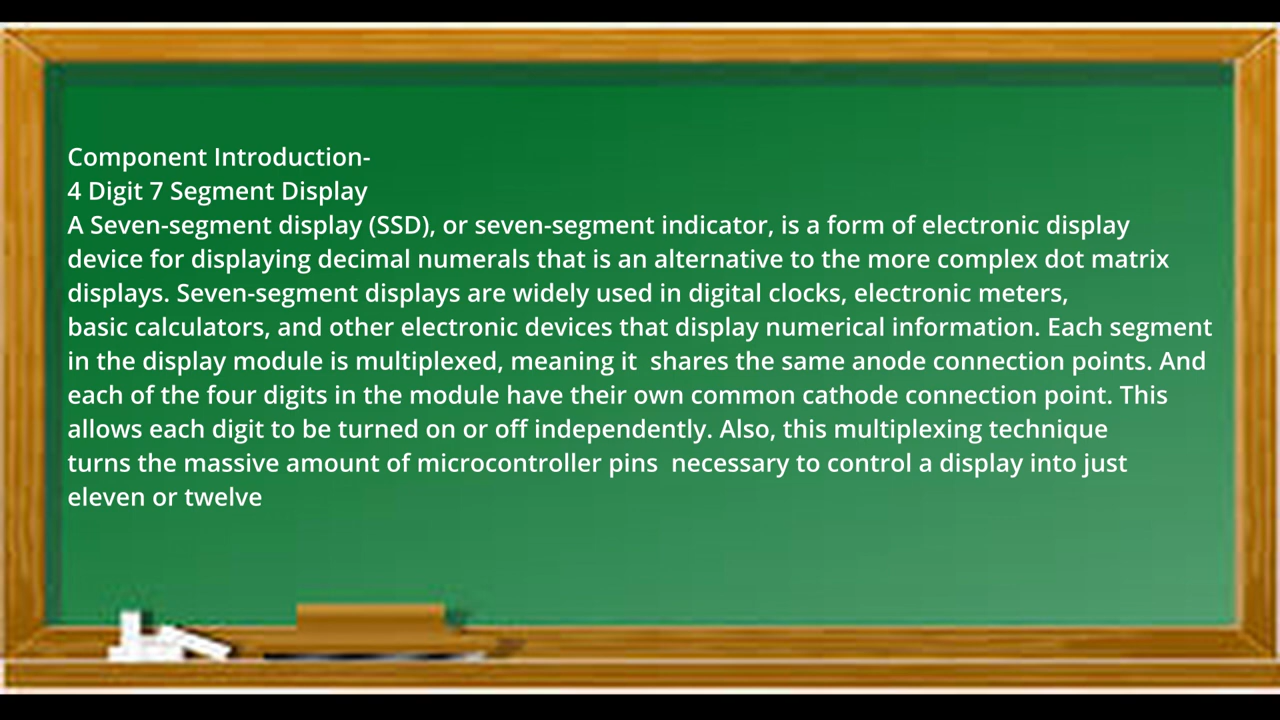 Component Introduction-
4 Digit 7 Segment Display
A Seven-segment display (SSD), or seven-segment indicator, is a form of electronic display
device for displaying decimal numerals that is an alternative to the more complex dot matrix
displays. Seven-segment displays are widely used in digital clocks, electronic meters,
basic calculators, and other electronic devices that display numerical information. Each segment
in the display module is multiplexed, meaning it  shares the same anode connection points. And
each of the four digits in the module have their own common cathode connection point. This
allows each digit to be turned on or off independently. Also, this multiplexing technique
turns the massive amount of microcontroller pins  necessary to control a display into just
eleven or twelve